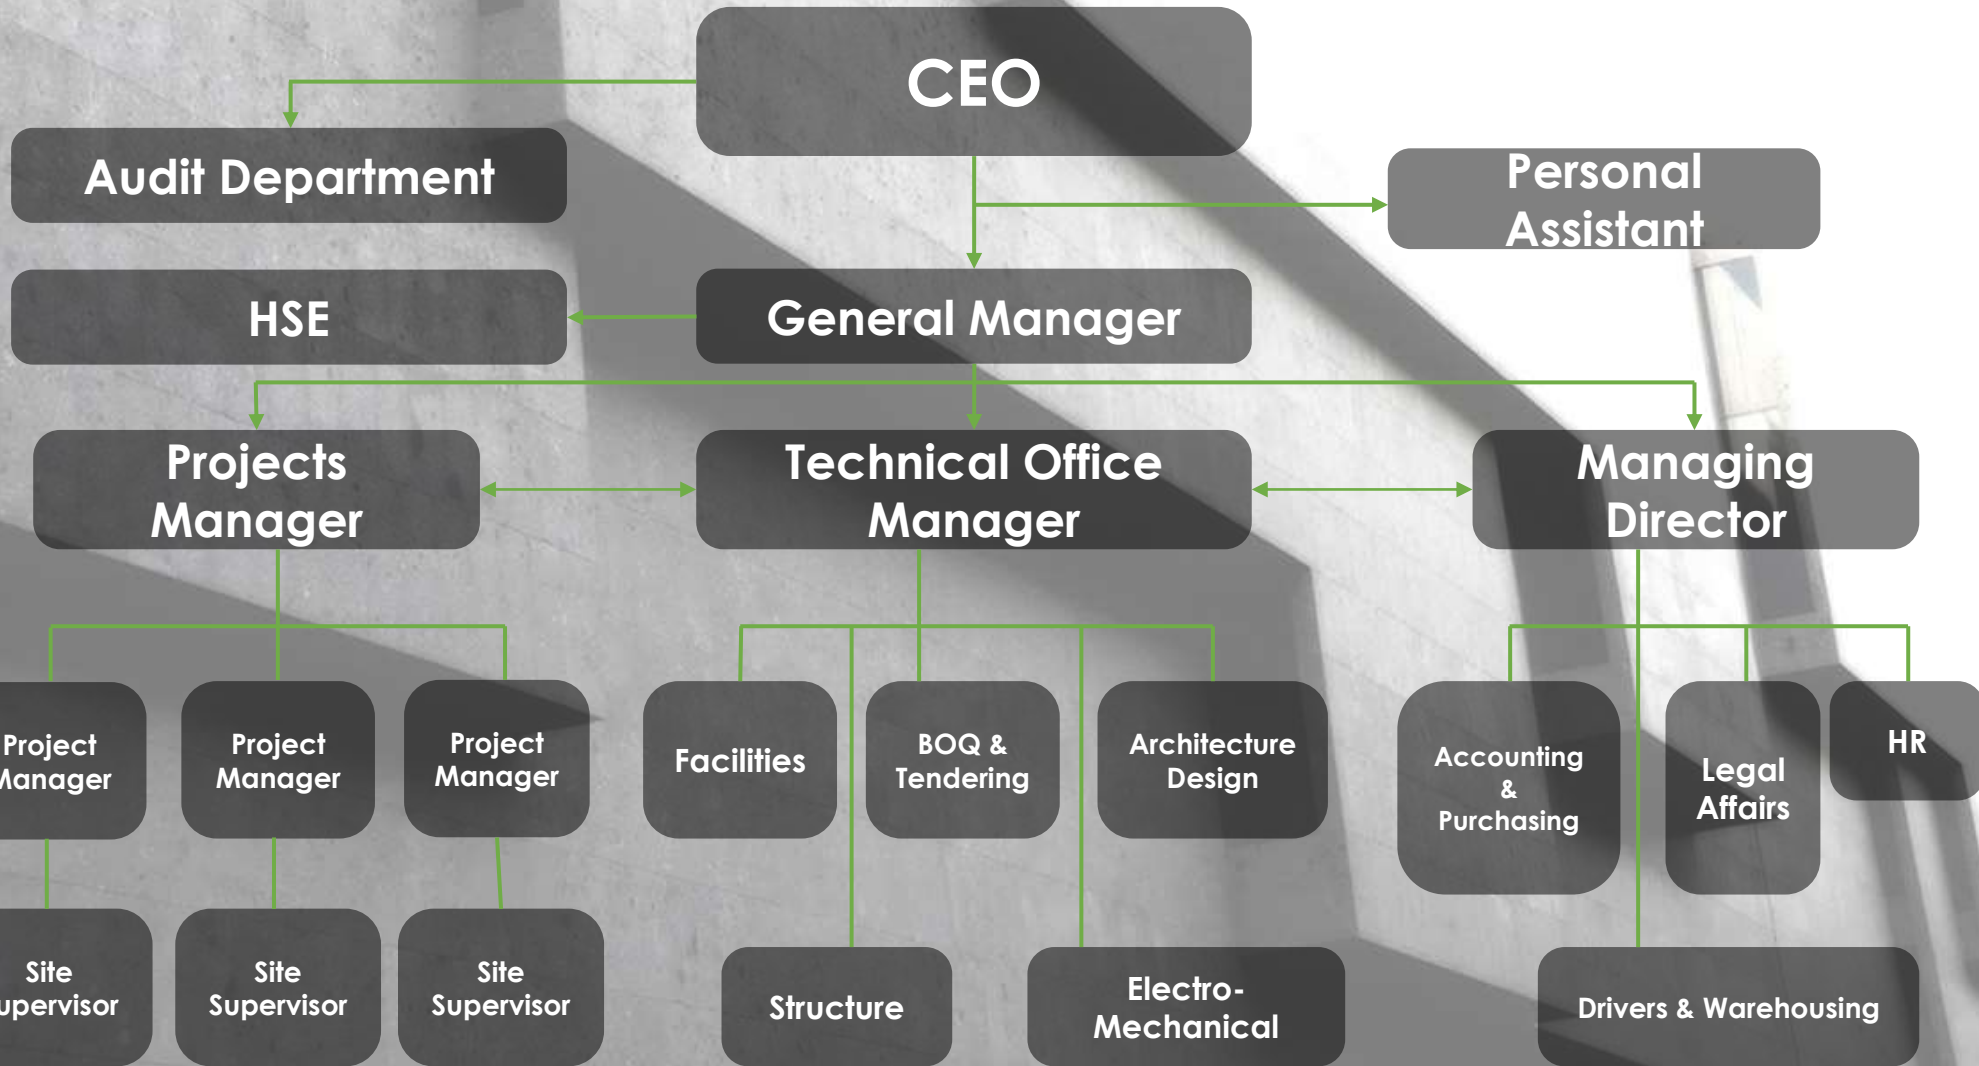 CEO
Audit Department
Personal
Assistant
HSE
General Manager
Projects
Manager
Technical Office
Manager
Managing
Director
Project
Manager
Project
Manager
Project
Manager
Facilities
BOQ &
Tendering
Architecture
Design
Accounting
&
Purchasing
Legal
Affairs
HR
Site
upervisor
Site
Supervisor
Site
Supervisor
Structure
Electro-
Mechanical
Drivers & Warehousing